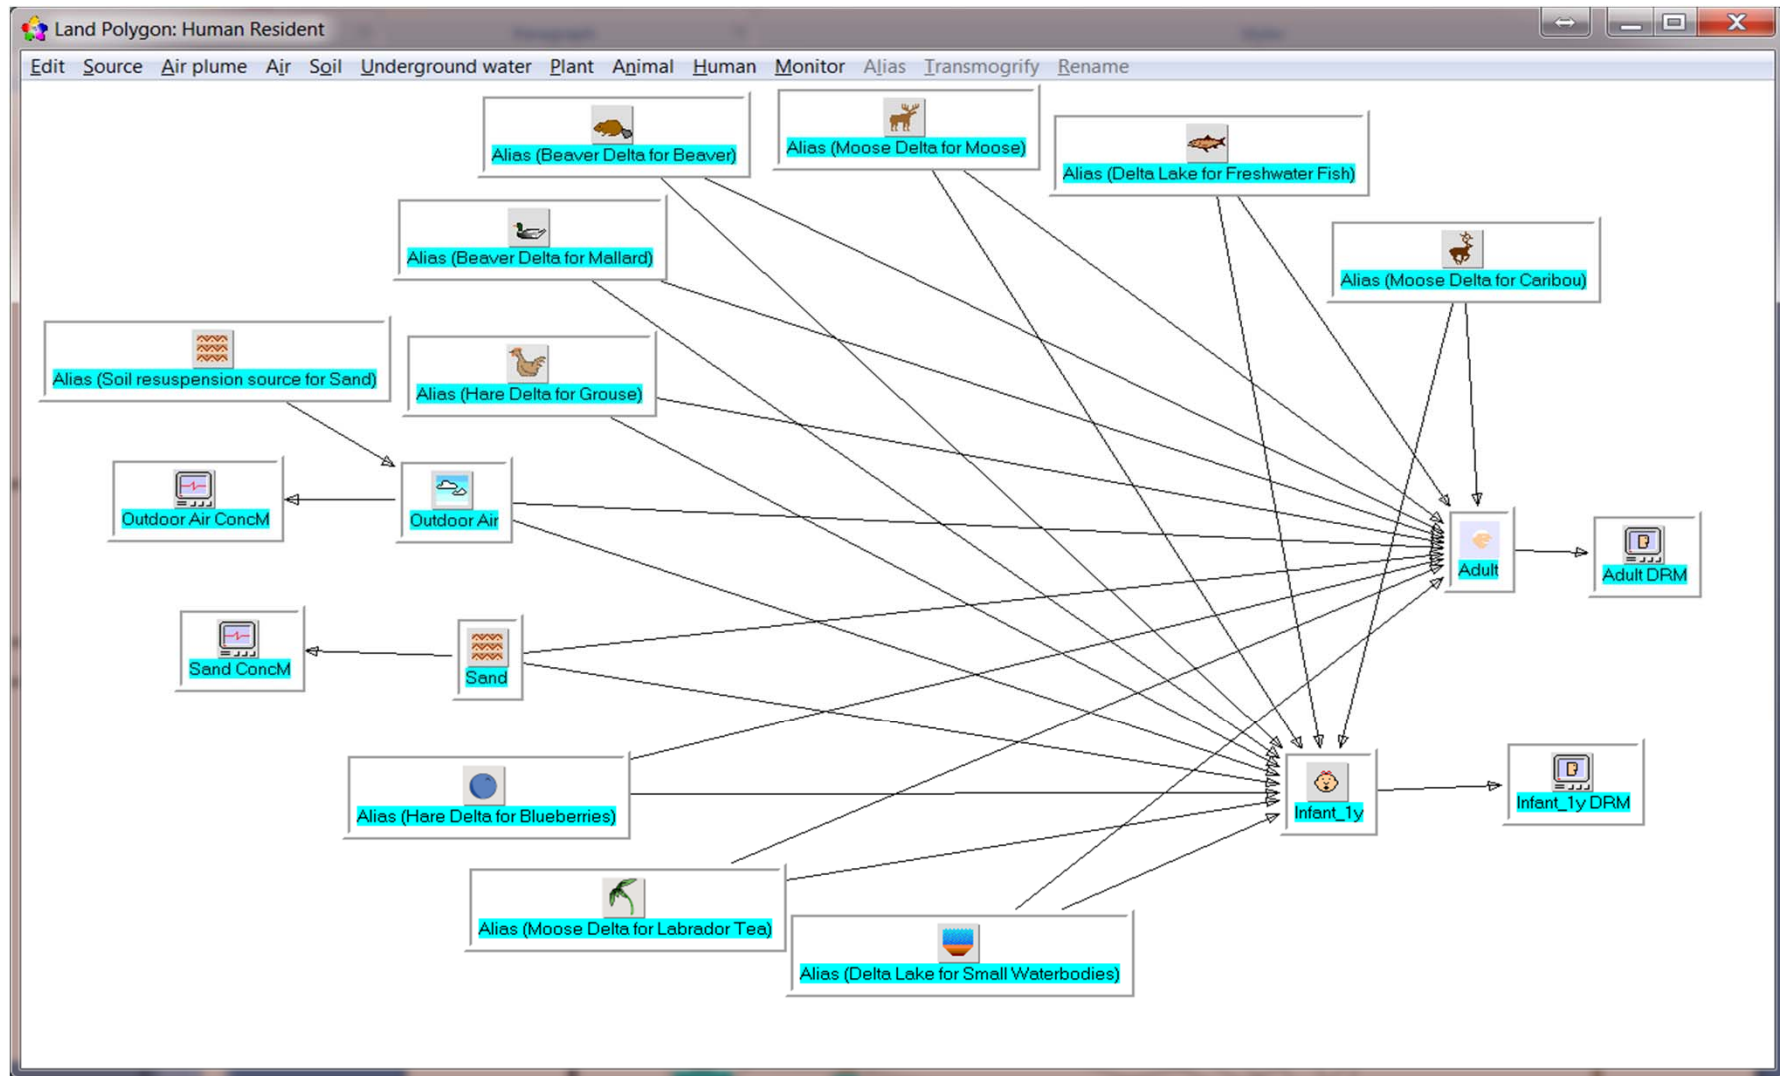 Land Polygon: Human Resident
Edit Source Air plume Air Soil Underground water Plant Animal Human Monitor Alias Transmogrify Rename
Alias (Beaver Delta for Beaver)
Alias (Moose Delta for Moose)
Alias (Delta Lake for Freshwater Fish)
Alias (Beaver Delta for Mallard)
Alias (Moose Delta for Caribou)
Alias (Soil resuspension source for Sand)
Alias (Hare Delta for Grouse)
Outdoor Air ConcM
Outdoor Air
Adult
Adult DRM
Sand ConcM
Sand
Alias (Hare Delta for Blueberries)
Infant_1y
Infant_1y DRM
Alias (Moose Delta for Labrador Tea)
Alias (Delta Lake for Small Waterbodies)